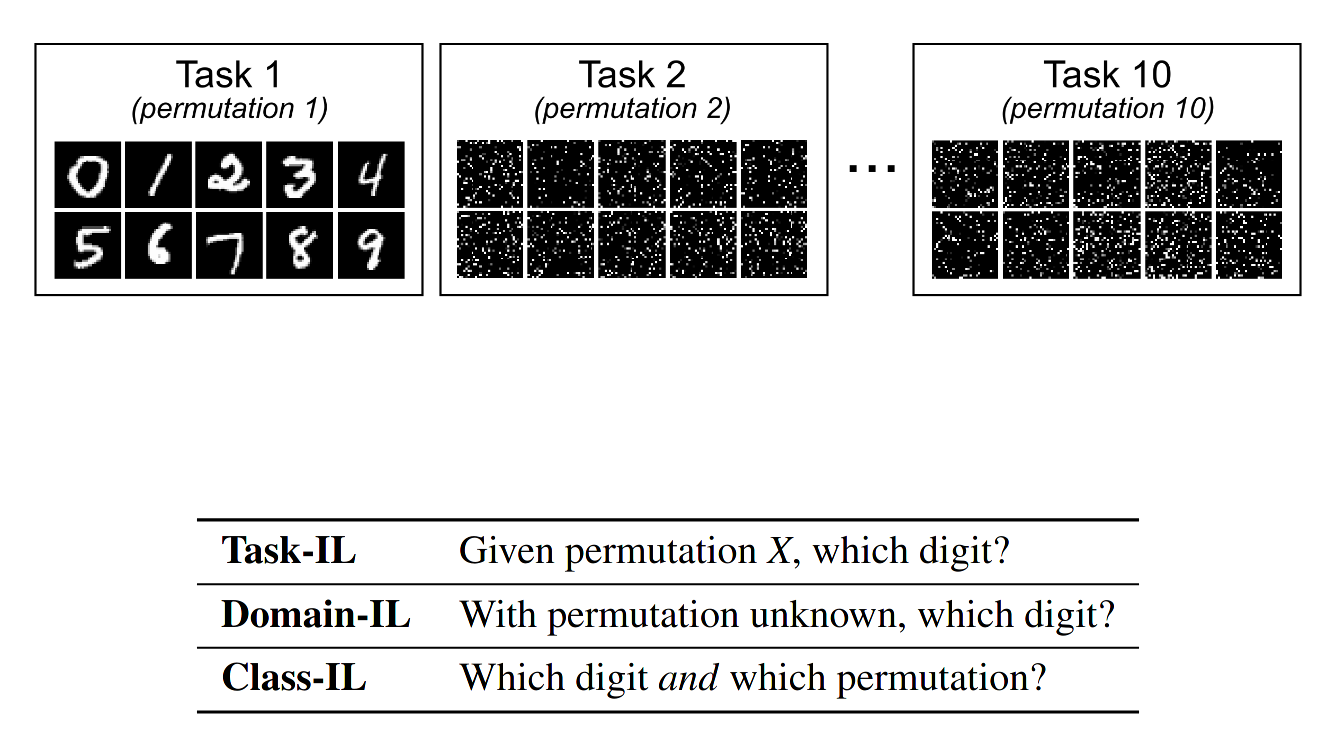 Task 1
(permutation 1)
0 1 2 3 4
5 6 7 8 9
Task 2
(permutation 2)
...
Task 10
(permutation 10)
Task-IL Given permutation X, which digit?
Domain-IL With permutation unknown, which digit?
Class-IL Which digit and which permutation?